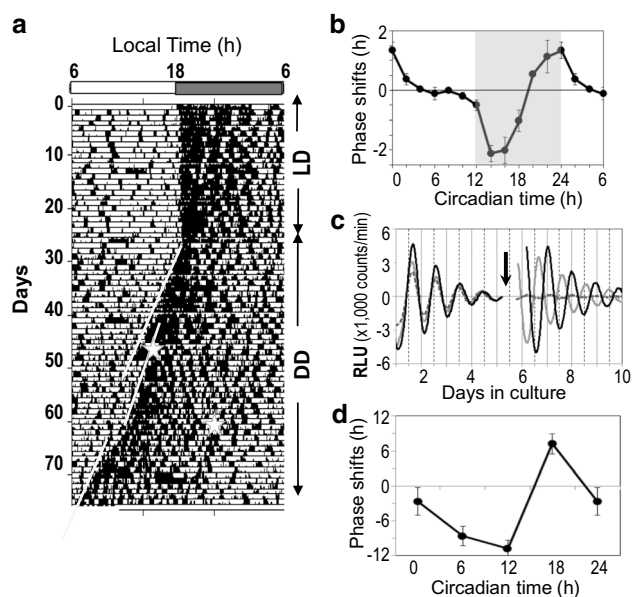 a
Local Time (h)
6 18 6
0
10
20
30
40
50
60
70
Days
LD
DD
b
Phase shifts (h)
2
0
-2
0 6 12 18 24 6
Circadian time (h)
c
RLU (x1,000 counts/min)
6
3
0
-3
-6
2 4 6 8 10
Days in culture
d
Phase shifts (h)
12
6
0
-6
-12
0 6 12 18 24
Circadian time (h)